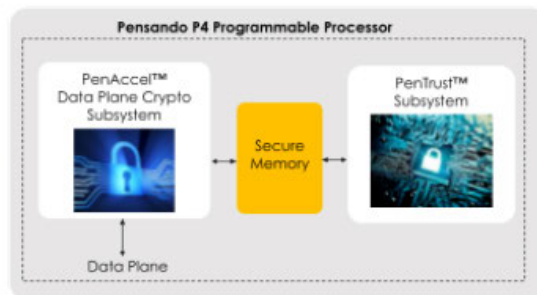 Pensando P4 Programmable Processor
PenAccel™
Data Plane Crypto
Subsystem
Secure
Memory
PenTrust™
Subsystem
Data Plane